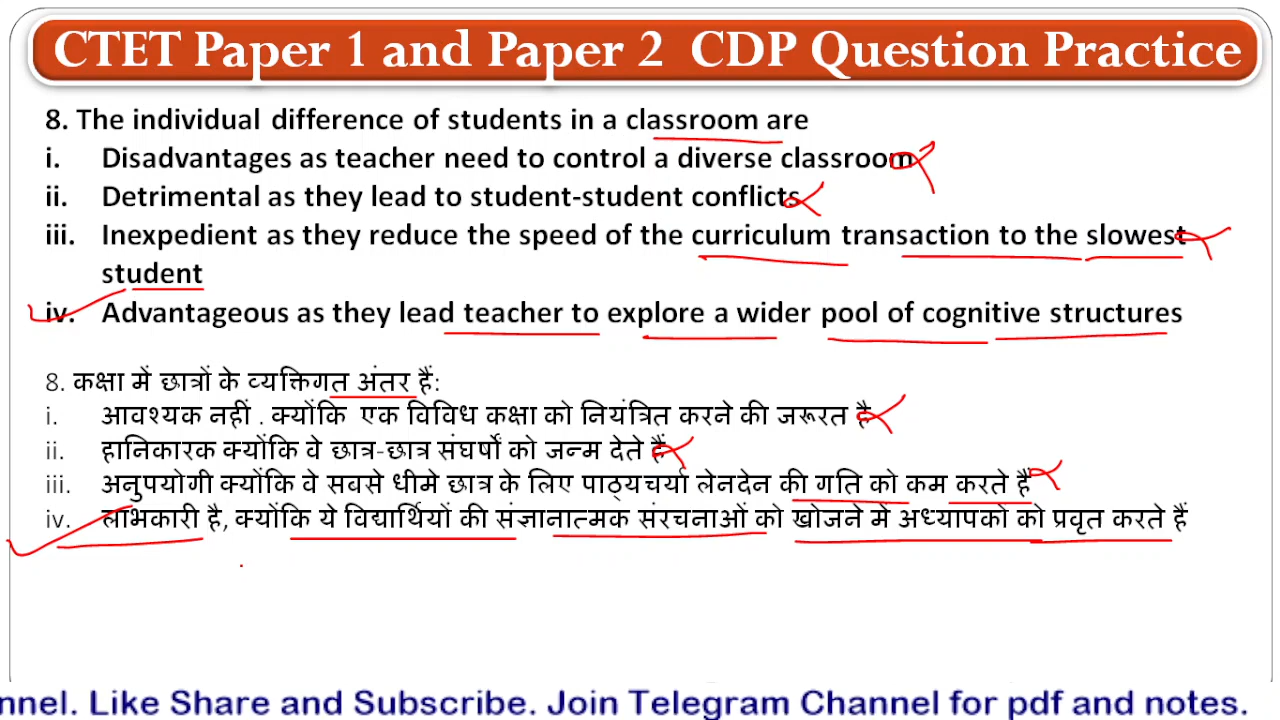 CTET Paper 1 and Paper 2 CDP Question Practice
8. The individual difference of students in a classroom are
i. Disadvantages as teacher need to control a diverse classroom
ii. Detrimental as they lead to student-student conflicts
iii. Inexpedient as they reduce the speed of the curriculum transaction to the slowest
student
iv. Advantageous as they lead teacher to explore a wider pool of cognitive structures
8. कक्षा में छात्रों के व्यक्तिगत अंतर हैं:
i. आवश्यक नहीं . क्योंकि एक विविध कक्षा को नियंत्रित करने की जरूरत है
ii. हानिकारक क्योंकि वे छात्र-छात्र संघर्षों को जन्म देते हैं
iii. अनुपयोगी क्योंकि वे सबसे धीमे छात्र के लिए पाठ्यचर्या लेनदेन की गति को कम करते हैं
iv. लाभकारी है, क्योंकि ये विद्यार्थियों की संज्ञानात्मक संरचनाओं को खोजने में अध्यापकों को प्रवृत करते हैं
nnel. Like Share and Subscribe. Join Telegram Channel for pdf and notes.